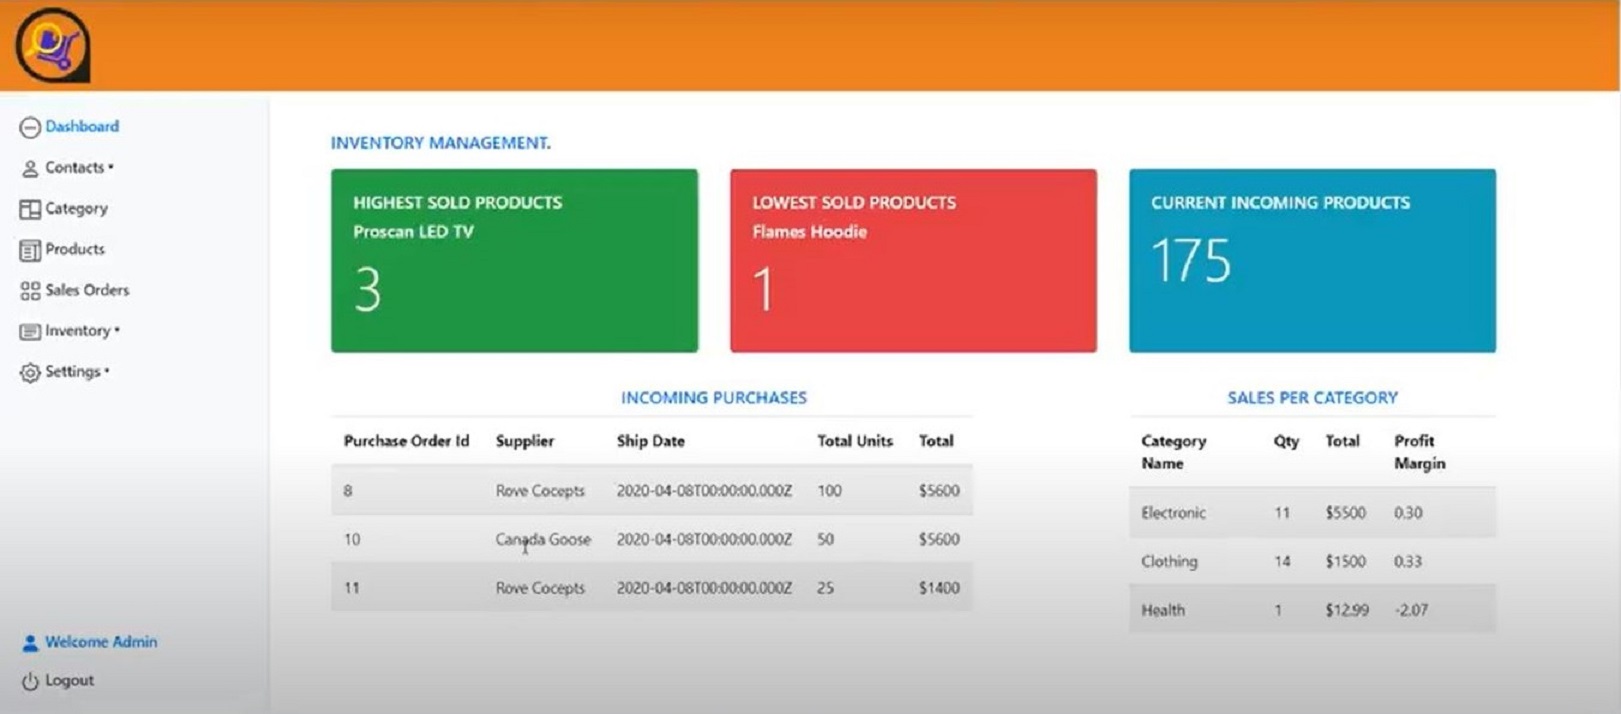 Dashboard
Contacts
Category
Products
Sales Orders
Inventory
Settings
Welcome Admin
Logout
INVENTORY MANAGEMENT.
HIGHEST SOLD PRODUCTS
Proscan LED TV
3
LOWEST SOLD PRODUCTS
Flames Hoodie
1
CURRENT INCOMING PRODUCTS
175
INCOMING PURCHASES
Purchase Order Id Supplier Ship Date Total Units Total
8 Rove Cocepts 2020-04-08T00:00:00.000Z 100 $5600
10 Canada Goose 2020-04-08T00:00:00.000Z 50 $5600
11 Rove Cocepts 2020-04-08T00:00:00.000Z 25 $1400
SALES PER CATEGORY
Category Name Qty Total Profit Margin
Electronic 11 $5500 0.30
Clothing 14 $1500 0.33
Health 1 $12.99 -2.07